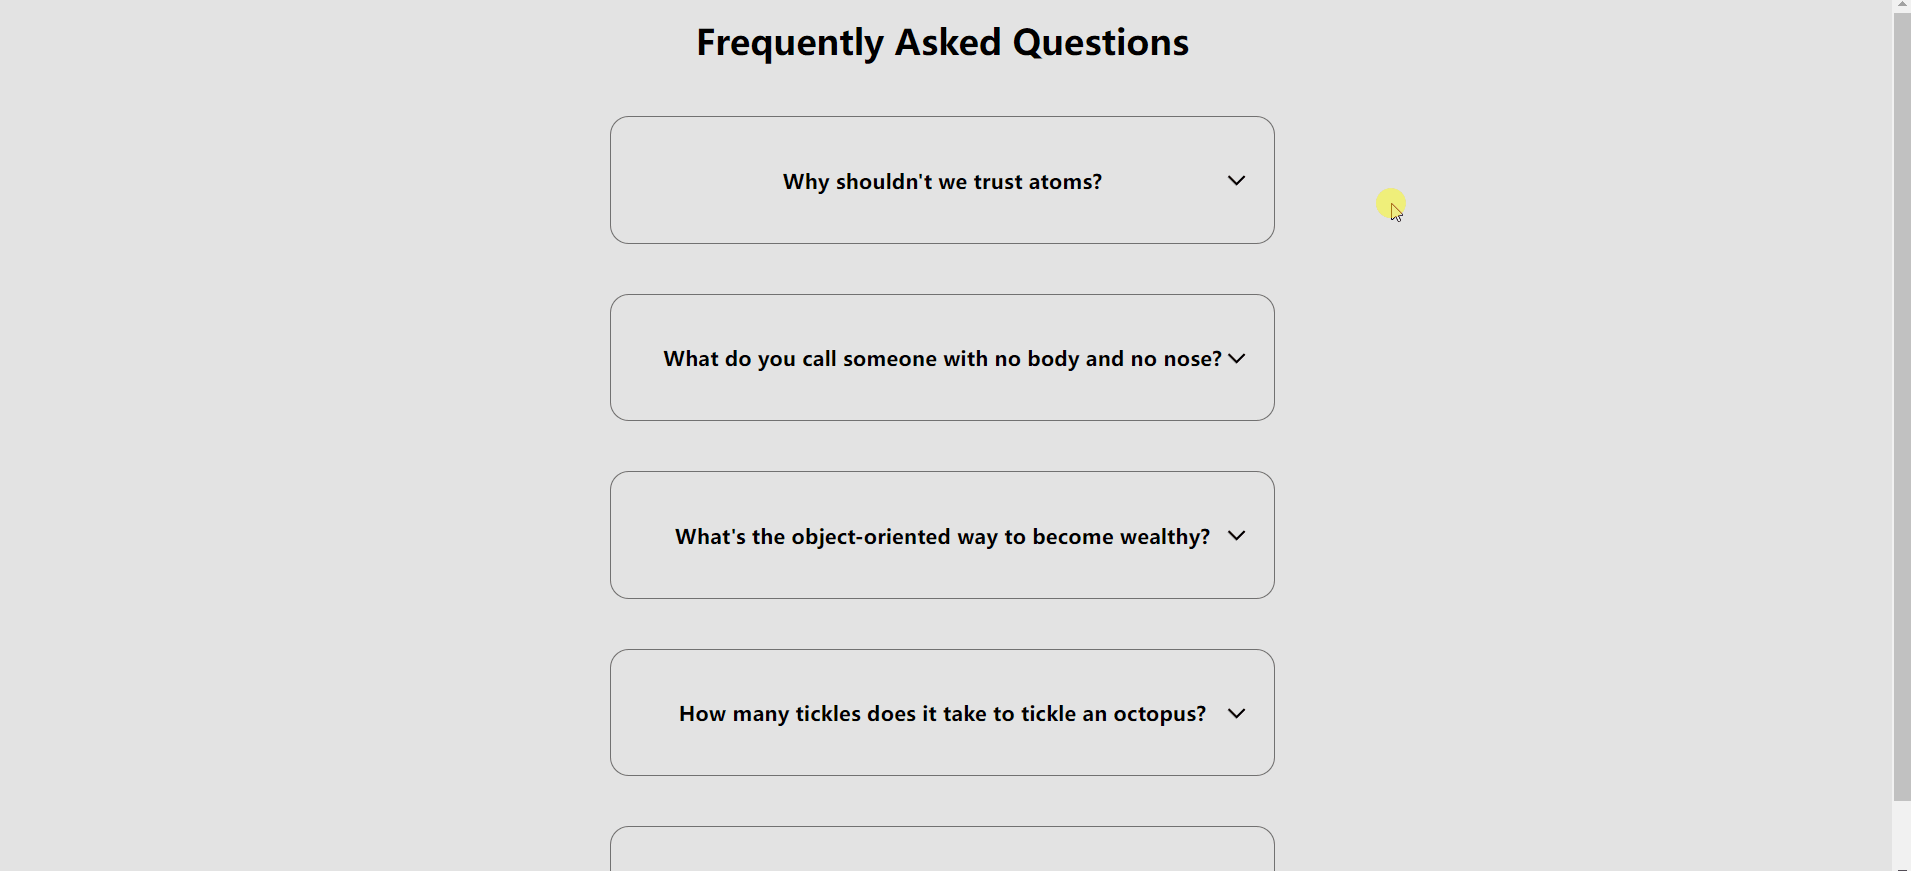 Frequently Asked Questions
Why shouldn't we trust atoms?
What do you call someone with no body and no nose?
What's the object-oriented way to become wealthy?
How many tickles does it take to tickle an octopus?